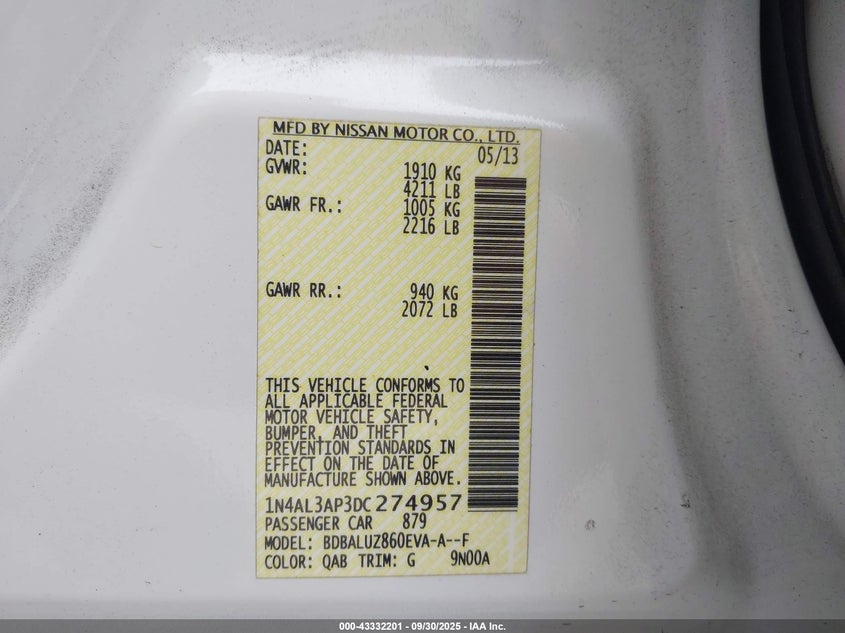 MFD BY NISSAN MOTOR CO., LTD.
DATE: 05/13
GVWR: 1910 KG
4211 LB
GAWR FR.: 1005 KG
2216 LB
GAWR RR.: 940 KG
2072 LB
THIS VEHICLE CONFORMS TO
ALL APPLICABLE FEDERAL
MOTOR VEHICLE SAFETY,
BUMPER, AND THEFT
PREVENTION STANDARDS IN
EFFECT ON THE DATE OF
MANUFACTURE SHOWN ABOVE.
1N4AL3AP3DC274957
PASSENGER CAR 879
MODEL: BDBALUZ860EVA-A--F
COLOR: QAB TRIM: G 9N00A
000-43332201 - 09/30/2025 - IAA Inc.